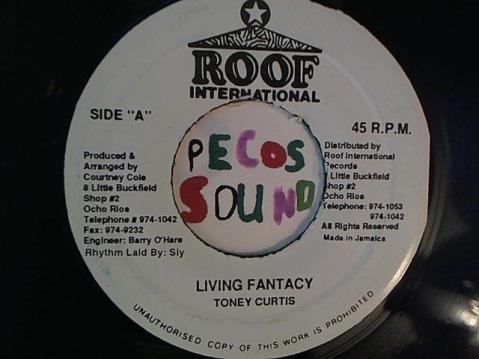 ROOF
INTERNATIONAL
SIDE "A"
45 R.P.M.
PECOS
SOUND
Produced &
Arranged by
Courtney Cole
8 Little Buckfield
Shop #2
Ocho Rios
Telephone # 974-1042
Fax: 974-9232
Engineer: Barry O'Hare
Rhythm Laid By: Sly
Distributed by
Roof International
Records
Little Buckfield
Shop #2
Ocho Rios
Telephone: 974-1053
974-1042
All Rights Reserved
Made in Jamaica
LIVING FANTACY
TONEY CURTIS
UNAUTHORISED COPY OF THIS WORK IS PROHIBITED